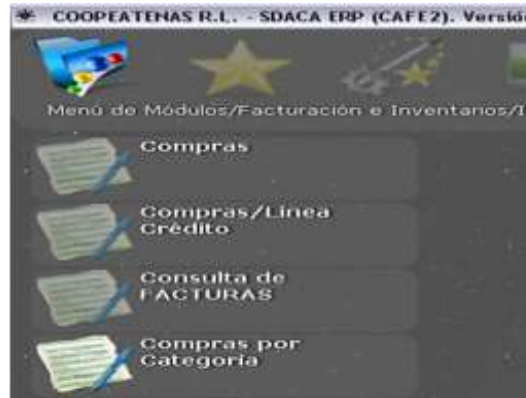 COOPEATENAS R.L. - SDACA ERP (CAFE2). Versión
Menú de Módulos/Facturación e Inventarios/I
Compras
Compras/Línea
Crédito
Consulta de
FACTURAS
Compras por
Categoría